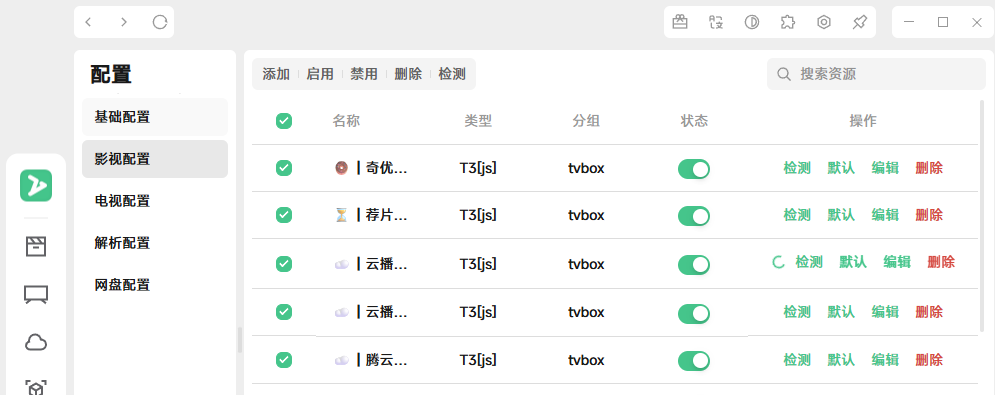 配置
基础配置
影视配置
电视配置
解析配置
网盘配置
添加 启用 禁用 删除 检测
搜索资源
名称 类型 分组 状态 操作
| 奇优... T3[js] tvbox 检测 默认 编辑 删除
| 荐片... T3[js] tvbox 检测 默认 编辑 删除
| 云播... T3[js] tvbox 检测 默认 编辑 删除
| 云播... T3[js] tvbox 检测 默认 编辑 删除
| 腾云... T3[js] tvbox 检测 默认 编辑 删除